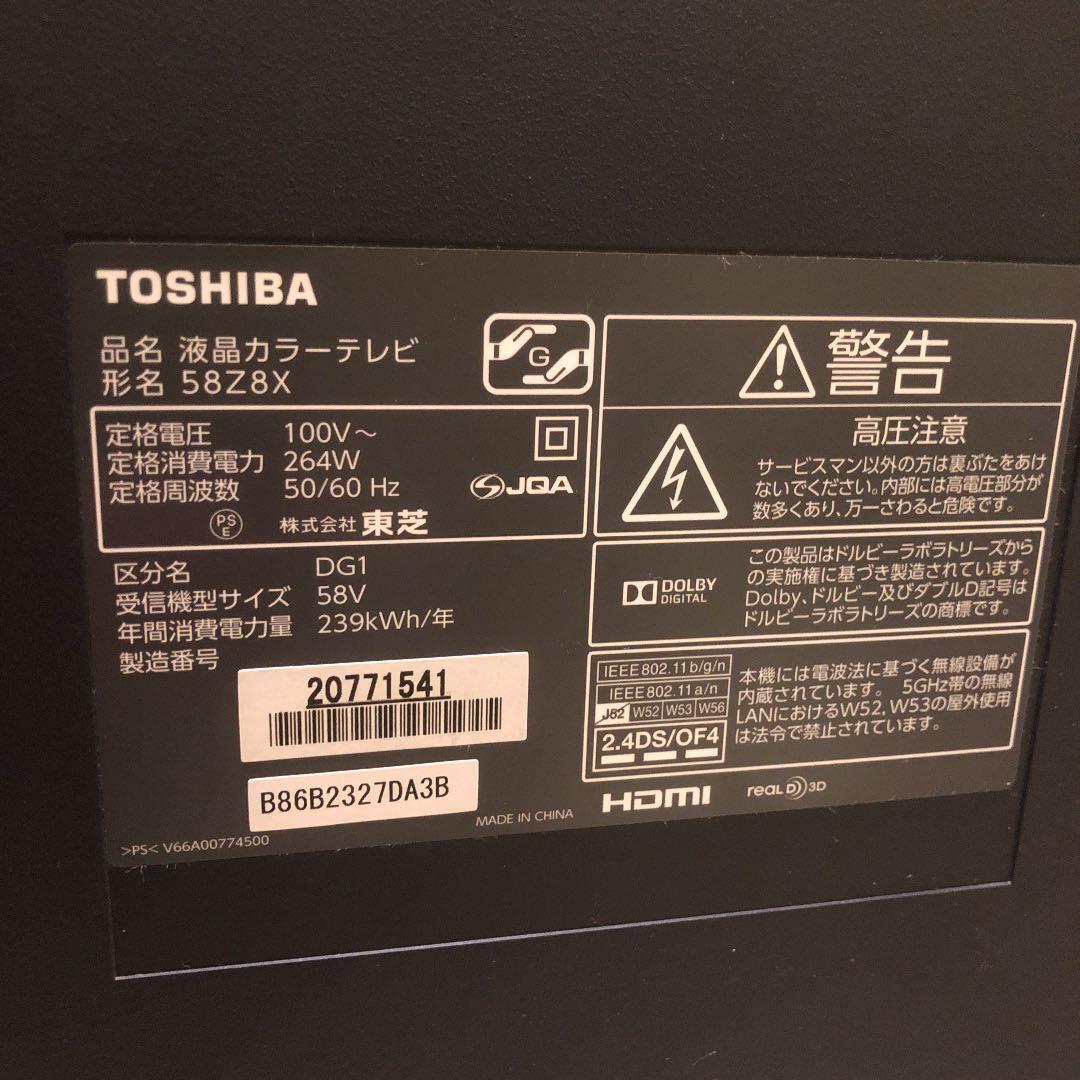 TOSHIBA
品名 液晶カラーテレビ
形名 58Z8X
G
定格電圧 100V～
定格消費電力 264W
定格周波数 50/60 Hz
JQA
PS
E
株式会社 東芝
区分名 DG1
受信機型サイズ 58V
年間消費電力量 239kWh/年
製造番号
20771541
B86B2327DA3B
>PS< V66A00774500
MADE IN CHINA
警告
高圧注意
サービスマン以外の方は裏ぶたをあけ
ないでください。内部には高電圧部分が
数多くあり、万一さわると危険です。
DOLBY
DIGITAL
この製品はドルビーラボラトリーズから
の実施権に基づき製造されています。
Dolby、ドルビー及びダブルD記号は
ドルビーラボラトリーズの商標です。
IEEE802.11b/g/n
IEEE802.11a/n
J52 W52 W53 W56
2.4DS/OF4
本機には電波法に基づく無線設備が
内蔵されています。 5GHz帯の無線
LANにおけるW52、W53の屋外使用
は法令で禁止されています。
HDMI
REAL D 3D